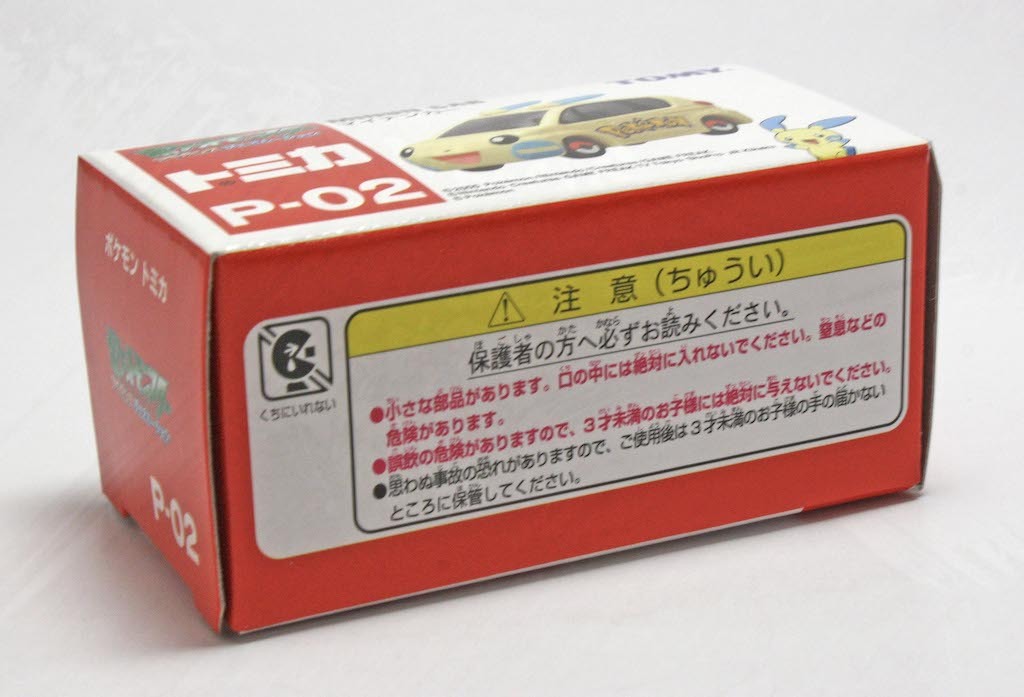 TOMY
トミカ
P-02
ポケモン トミカ
P-02
くちにいれない
注 意(ちゅうい)
保護者の方へ必ずお読みください。
●小さな部品があります。口の中には絶対に入れないでください。窒息などの
危険があります。
●誤飲の危険がありますので、3才未満のお子様には絶対に与えないでください。
●思わぬ事故の恐れがありますので、ご使用後は3才未満のお子様の手の届かない
ところに保管してください。